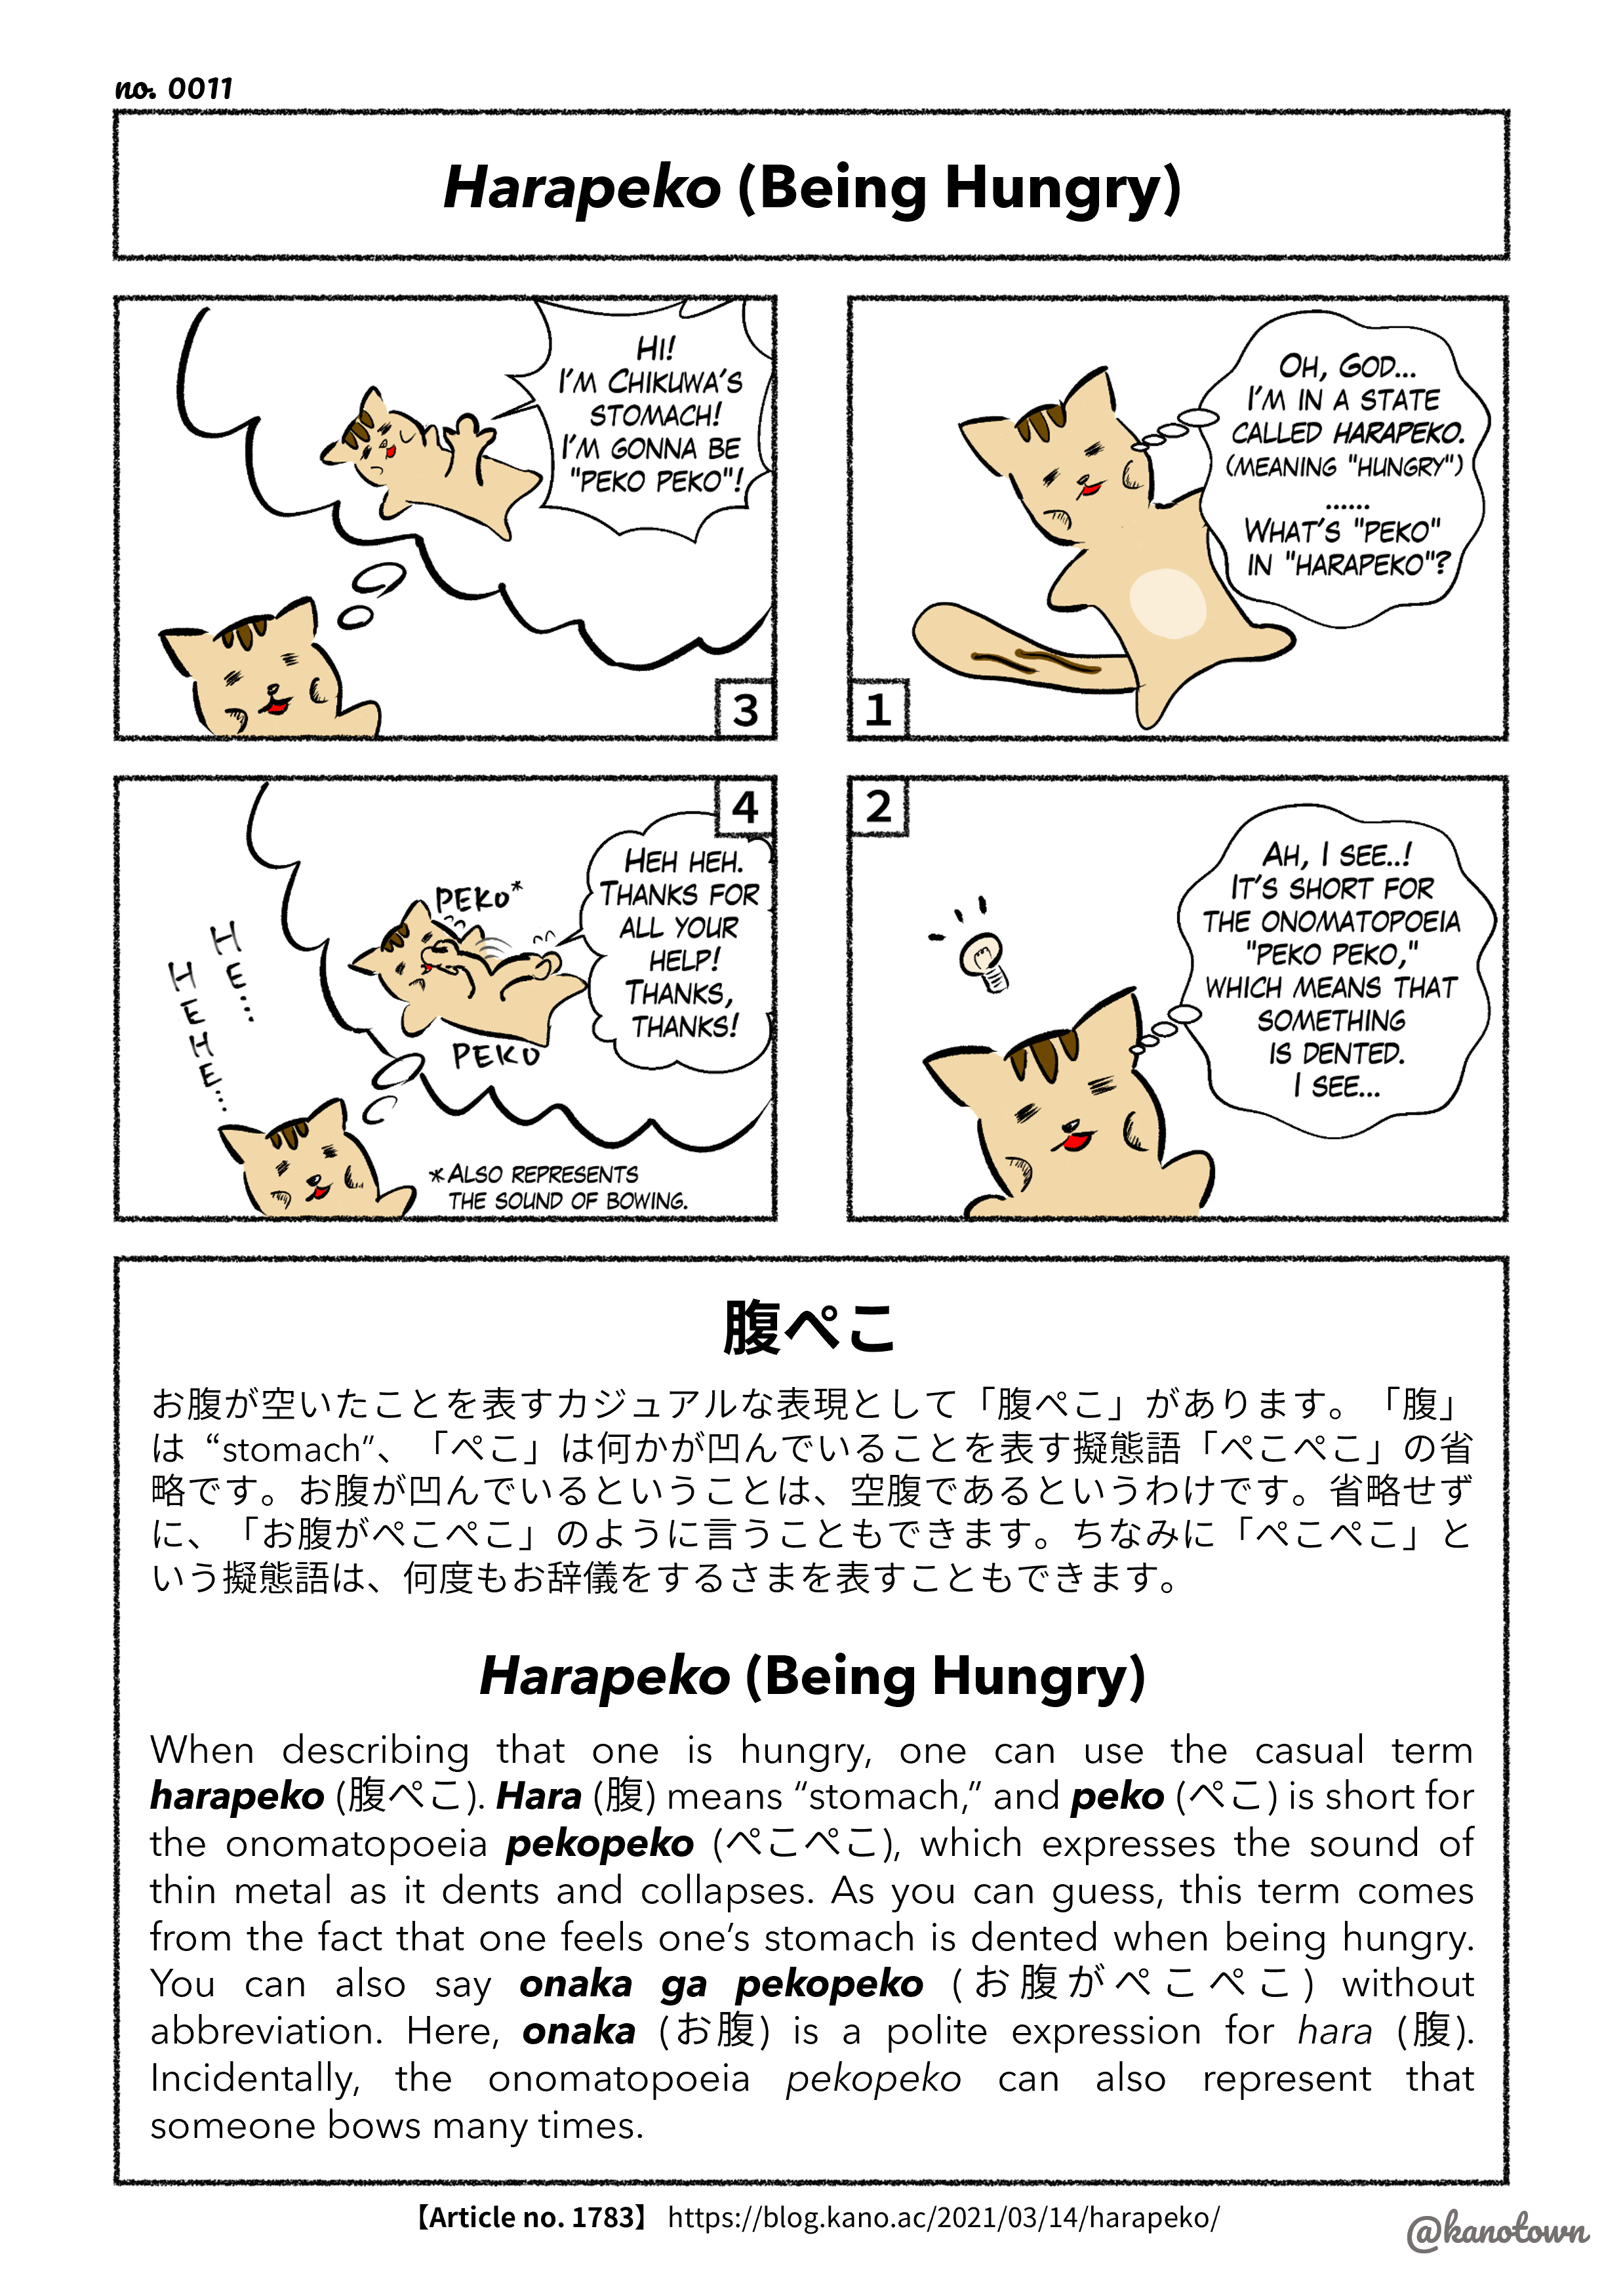 no. 0011
Harapeko (Being Hungry)
OH, GOD...
I'M IN A STATE
CALLED HARAPEKO.
(MEANING "HUNGRY")
......
WHAT'S "PEKO"
IN "HARAPEKO"?
1
2
AH, I SEE..!
IT'S SHORT FOR
THE ONOMATOPOEIA
"PEKO PEKO,"
WHICH MEANS THAT
SOMETHING
IS DENTED.
I SEE...
HI!
I'M CHIKUWA'S
STOMACH!
I'M GONNA BE
"PEKO PEKO"!
3
4
HEH HEH.
THANKS FOR
ALL YOUR
HELP!
THANKS,
THANKS!
PEKO*
PEKO
HE...
HEHE...
*ALSO REPRESENTS
THE SOUND OF BOWING.
腹ぺこ
お腹が空いたことを表すカジュアルな表現として「腹ぺこ」があります。「腹」
は “stomach”、「ぺこ」は何かが凹んでいることを表す擬態語「ぺこぺこ」の省
略です。お腹が凹んでいるということは、空腹であるというわけです。省略せず
に、「お腹がぺこぺこ」のように言うこともできます。ちなみに「ぺこぺこ」と
いう擬態語は、何度もお辞儀をするさまを表すこともできます。
Harapeko (Being Hungry)
When describing that one is hungry, one can use the casual term
harapeko (腹ぺこ). Hara (腹) means “stomach,” and peko (ぺこ) is short for
the onomatopoeia pekopeko (ぺこぺこ), which expresses the sound of
thin metal as it dents and collapses. As you can guess, this term comes
from the fact that one feels one’s stomach is dented when being hungry.
You can also say onaka ga pekopeko (お腹がぺこぺこ) without
abbreviation. Here, onaka (お腹) is a polite expression for hara (腹).
Incidentally, the onomatopoeia pekopeko can also represent that
someone bows many times.
【Article no. 1783】 https://blog.kano.ac/2021/03/14/harapeko/
@kanotown